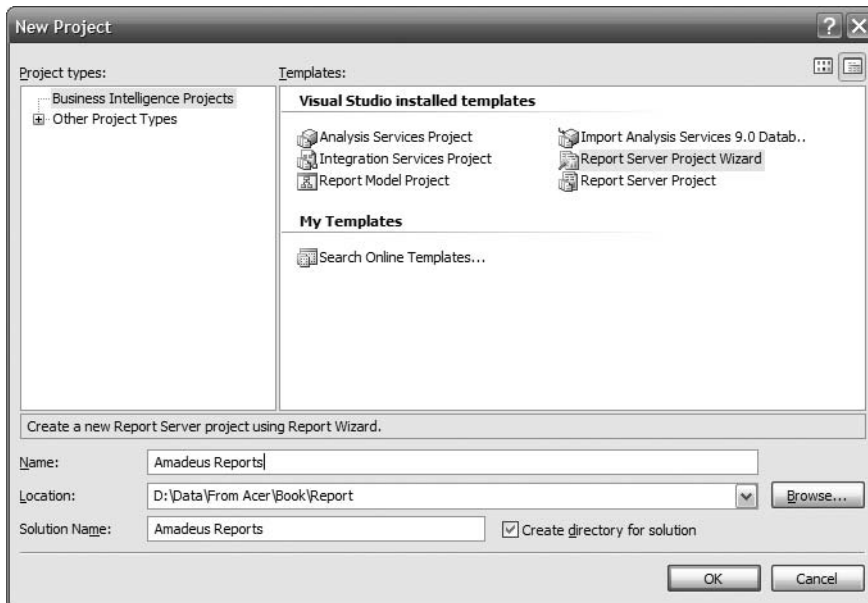 New Project
Project types:
Templates:
Business Intelligence Projects
Other Project Types
Visual Studio installed templates
Analysis Services Project
Import Analysis Services 9.0 Datab..
Integration Services Project
Report Server Project Wizard
Report Model Project
Report Server Project
My Templates
Search Online Templates...
Create a new Report Server project using Report Wizard.
Name:
Amadeus Reports
Location:
D:\Data\From Acer\Book\Report
Browse...
Solution Name:
Amadeus Reports
Create directory for solution
OK
Cancel